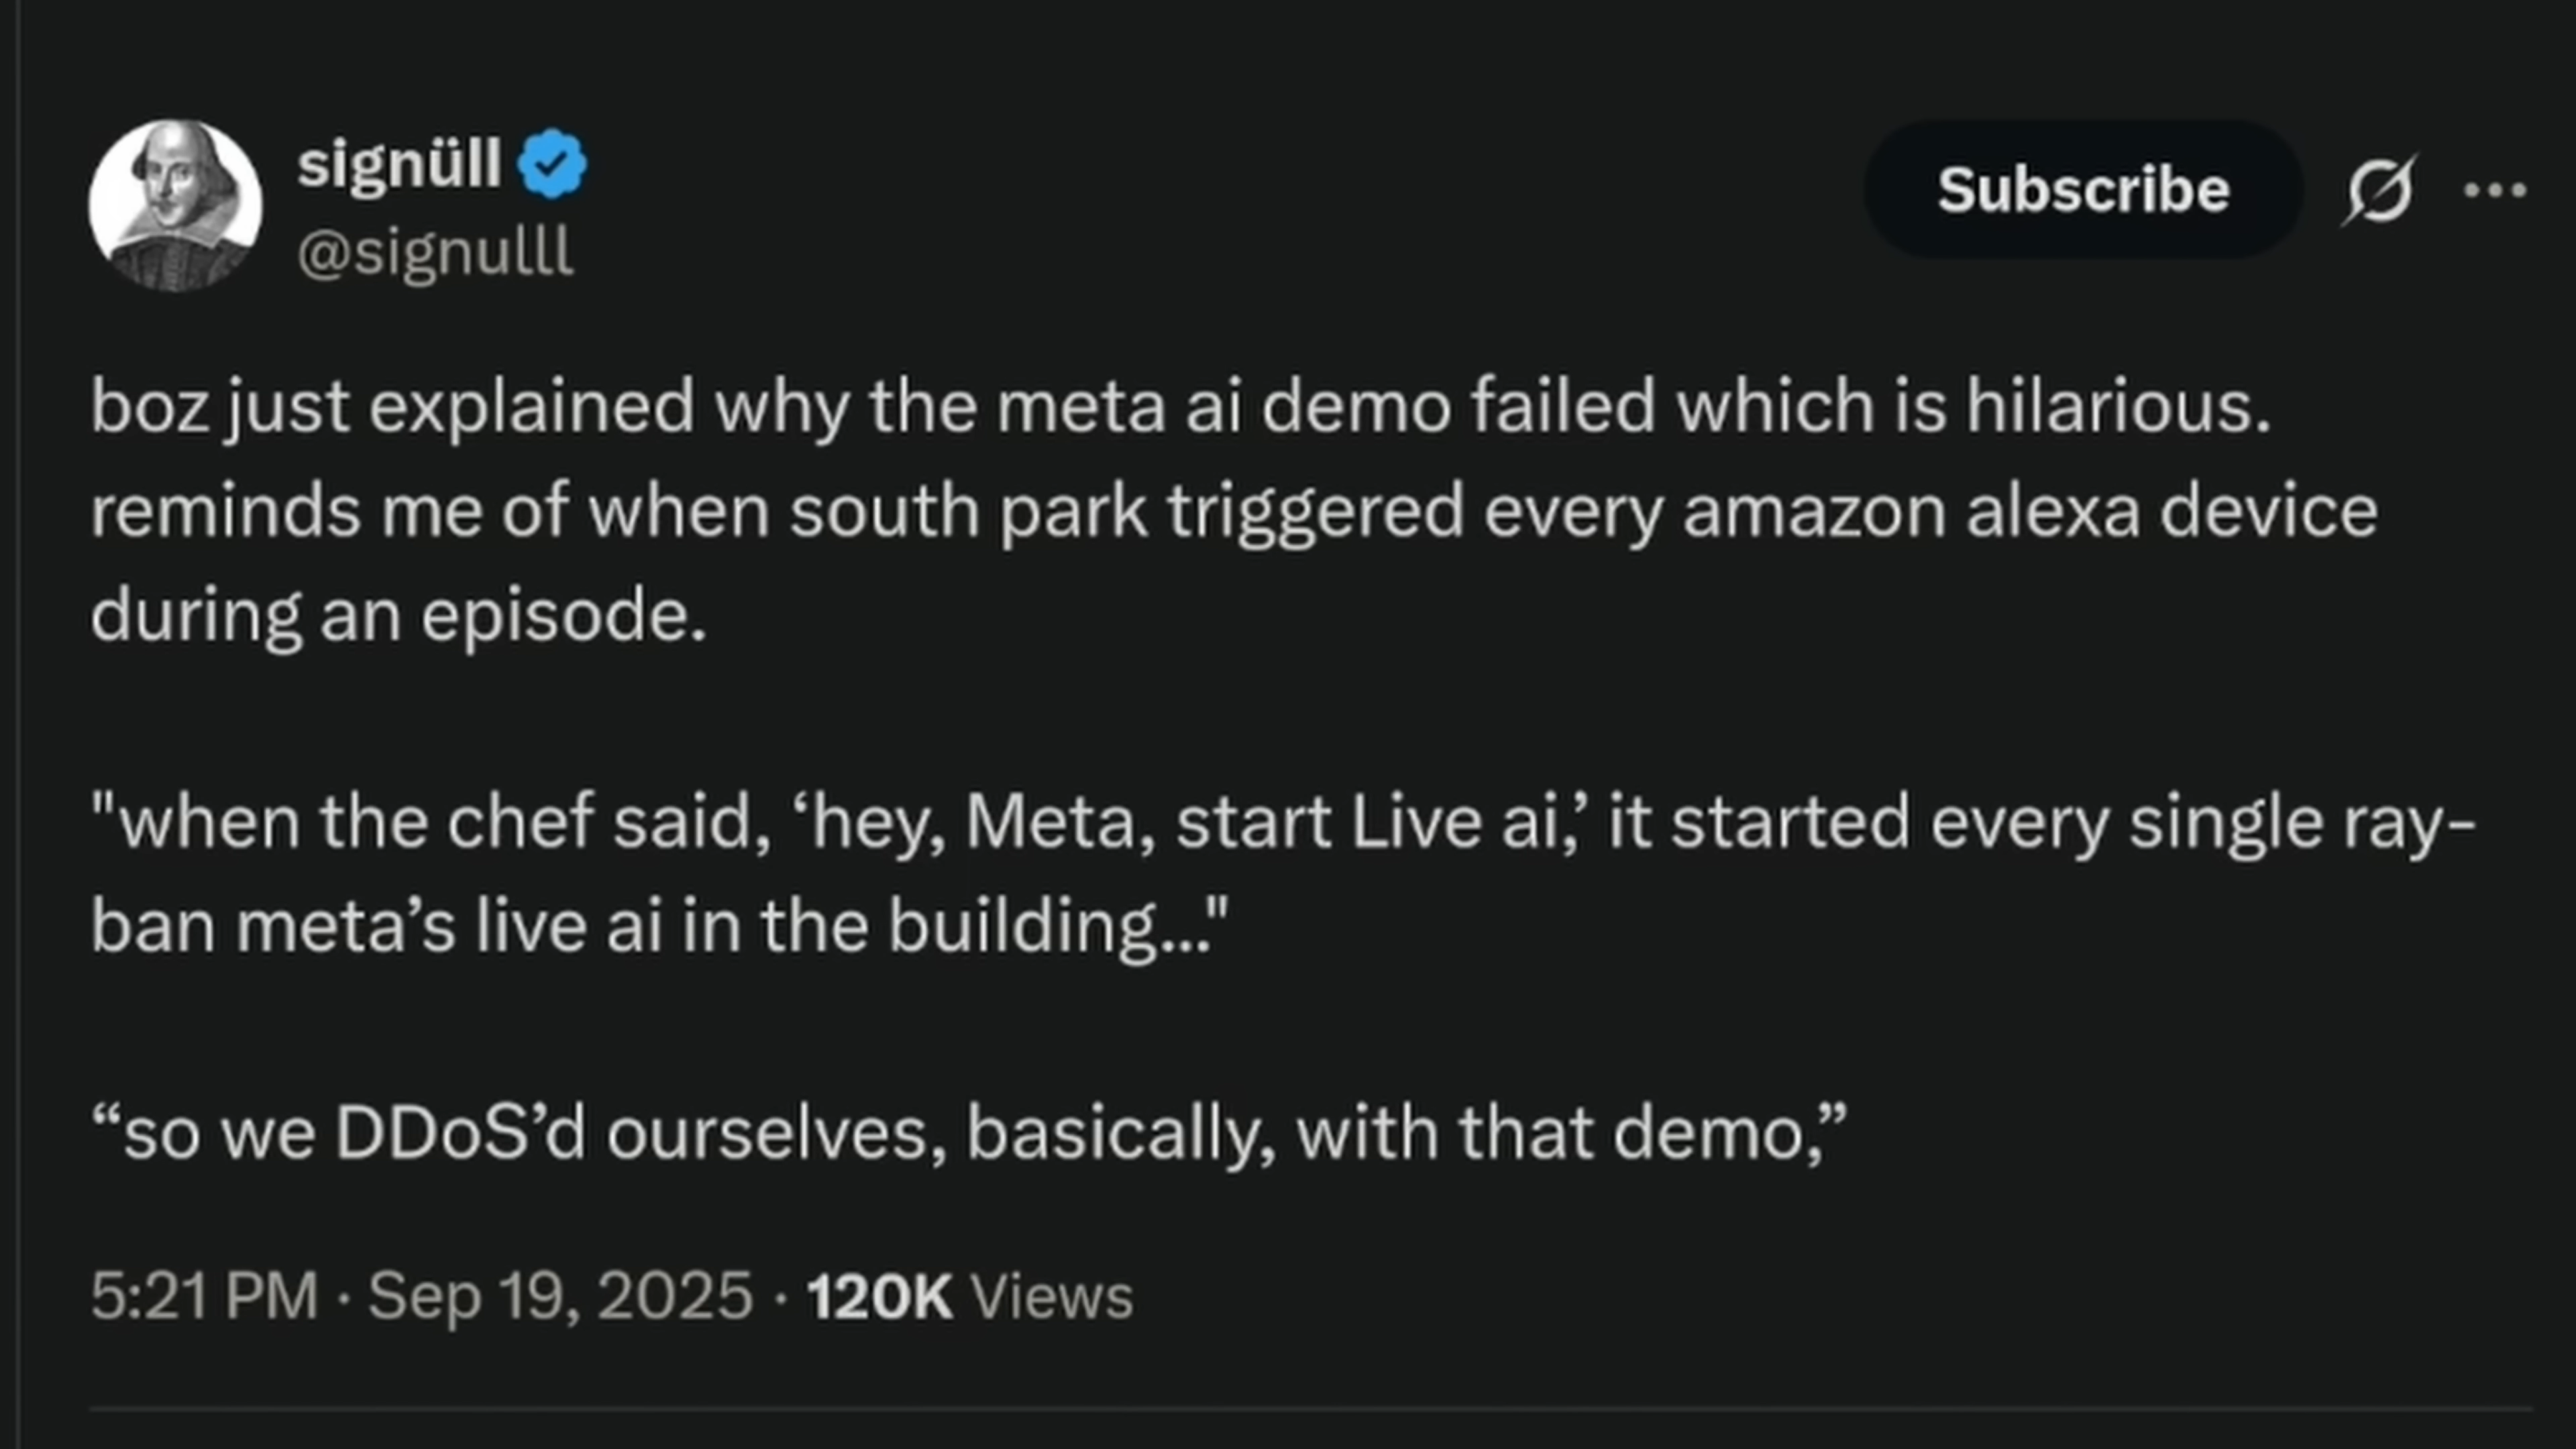 signüll
@signulll
Subscribe
boz just explained why the meta ai demo failed which is hilarious.
reminds me of when south park triggered every amazon alexa device
during an episode.
"when the chef said, ‘hey, Meta, start Live ai,’ it started every single ray-
ban meta’s live ai in the building..."
“so we DDoS’d ourselves, basically, with that demo,”
5:21 PM · Sep 19, 2025 · 120K Views